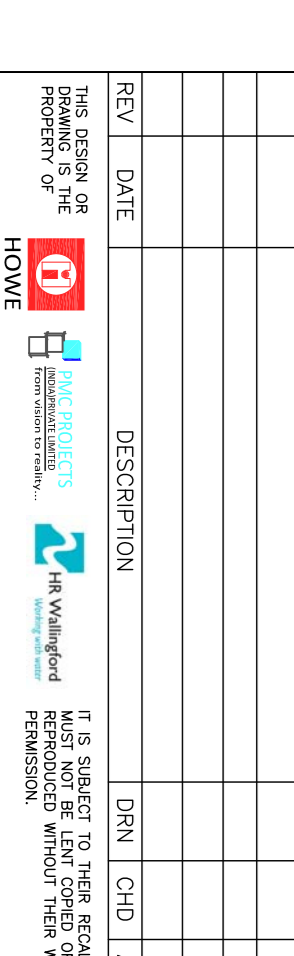 REV DATE DESCRIPTION DRN CHD
THIS DESIGN OR
DRAWING IS THE
PROPERTY OF
HOWE
PMC PROJECTS
(INDIA)PRIVATE LIMITED
from vision to reality...
HR Wallingford
Working with water
IT IS SUBJECT TO THEIR RECAL
MUST NOT BE LENT COPIED
REPRODUCED WITHOUT THEIR
PERMISSION.